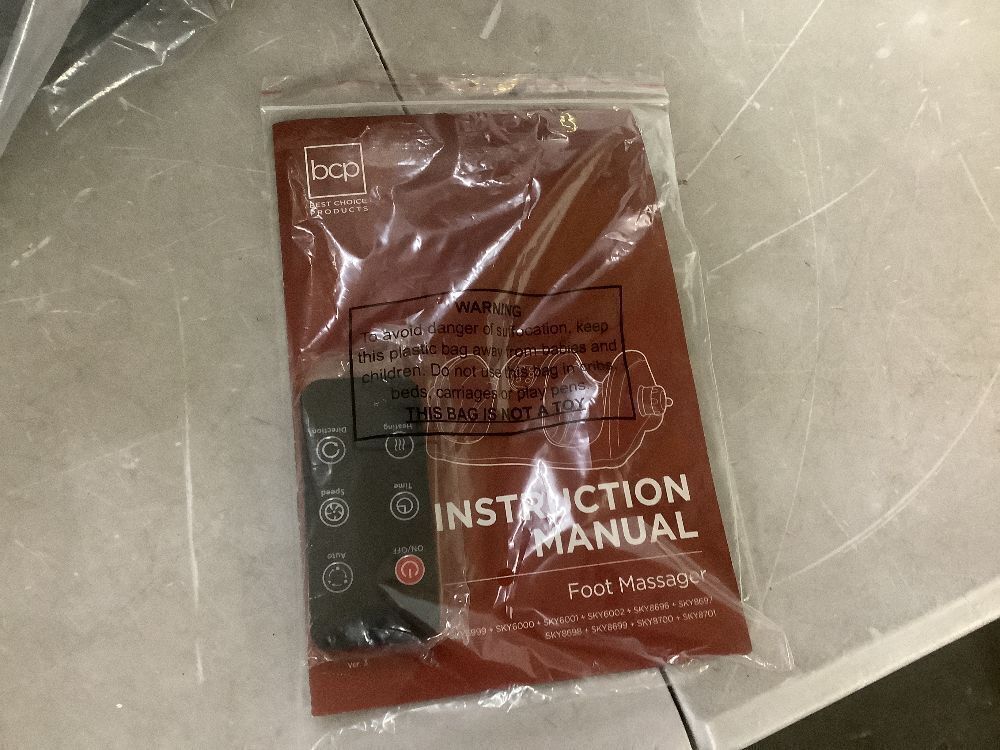 bcp
BEST CHOICE
PRODUCTS
WARNING
To avoid danger of suffocation, keep
this plastic bag away from babies and
children. Do not use this bag in cribs,
beds, carriages or play pens.
THIS BAG IS NOT A TOY
INSTRUCTION
MANUAL
Foot Massager
+ SKY6000 + SKY6001 + SKY6002 + SKY8696 + SKY8697
SKY8698 + SKY8699 + SKY8700 + SKY8701
Ver.
ON/OFF
Auto
Time
Speed
Heating
Direction